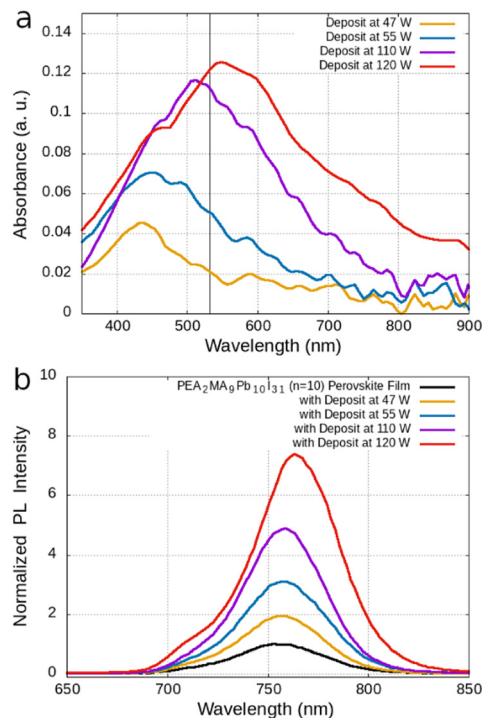 a
0.15
Deposit at 47 W
Deposit at 55 W
Deposit at 110 W
Deposit at 120 W
0.12
0.1
0.08
0.06
0.04
0.02
0
Absorbance (a. u.)
400 500 600 700 800 900
Wavelength (nm)
b
10
PEA₂MA₉Pb₁₀I₃₁ (n=10) Perovskite Film
with Deposit at 47 W
with Deposit at 55 W
with Deposit at 110 W
with Deposit at 120 W
8
6
4
2
0
Normalized PL Intensity
650 700 750 800 850
Wavelength (nm)